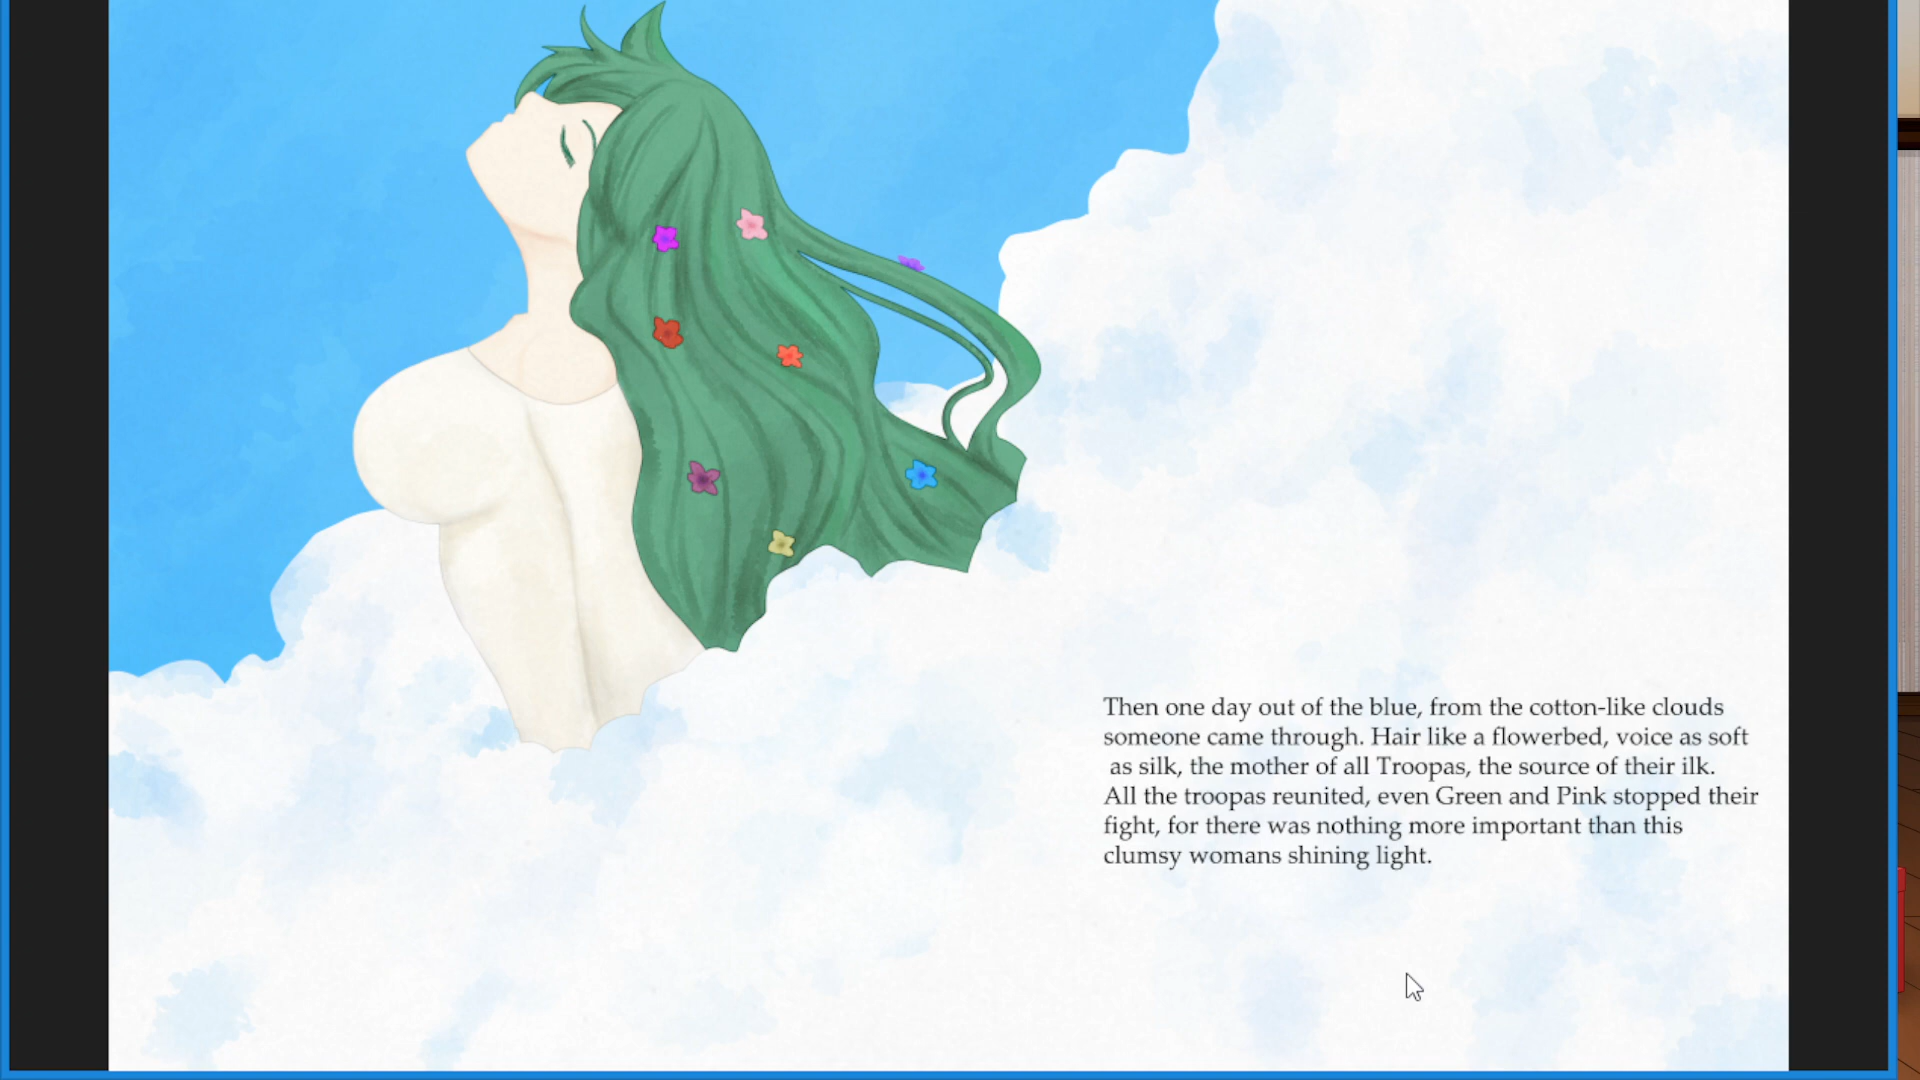 Then one day out of the blue, from the cotton-like clouds
someone came through. Hair like a flowerbed, voice as soft
as silk, the mother of all Troopas, the source of their ilk.
All the troopas reunited, even Green and Pink stopped their
fight, for there was nothing more important than this
clumsy womans shining light.